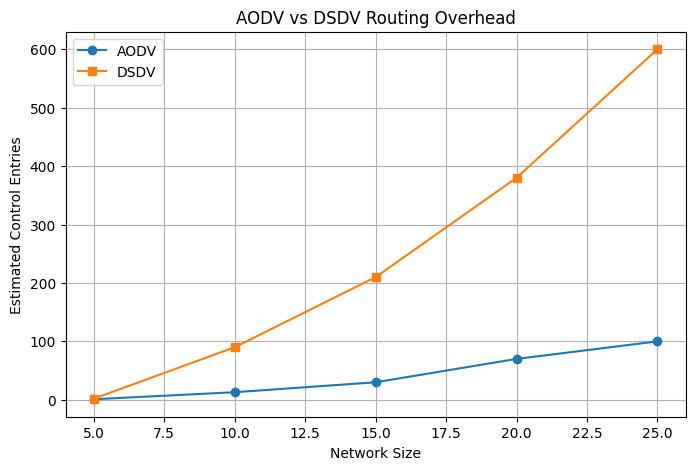 AODV vs DSDV Routing Overhead
AODV
DSDV
600
500
400
300
200
100
0
Estimated Control Entries
5.0 7.5 10.0 12.5 15.0 17.5 20.0 22.5 25.0
Network Size